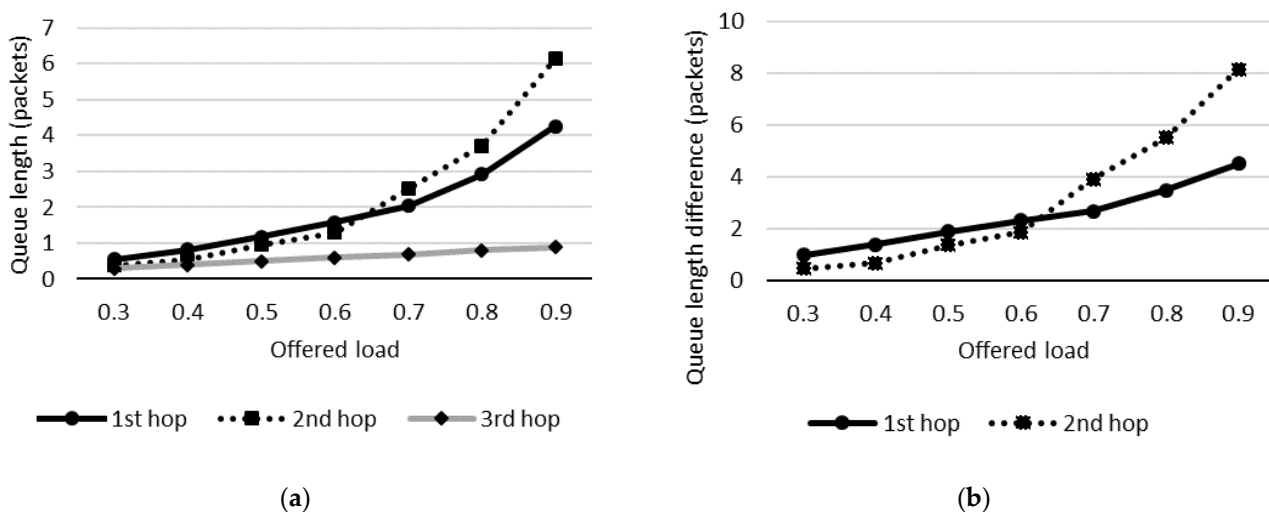 Queue length (packets)
7
6
5
4
3
2
1
0
0.3 0.4 0.5 0.6 0.7 0.8 0.9
Offered load
1st hop 2nd hop 3rd hop
(a)
Queue length difference (packets)
10
8
6
4
2
0
0.3 0.4 0.5 0.6 0.7 0.8 0.9
Offered load
1st hop 2nd hop
(b)